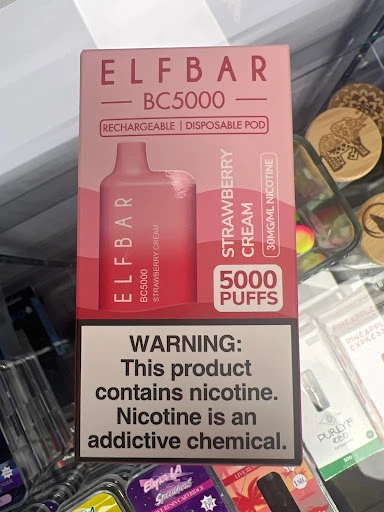 ELFBAR
BC5000
RECHARGEABLE | DISPOSABLE POD
ELFBAR
BC5000
STRAWBERRY CREAM
STRAWBERRY
CREAM
30MG/ML NICOTINE
5000
PUFFS
WARNING:
This product
contains nicotine.
Nicotine is an
addictive chemical.
PURLYF
CBD